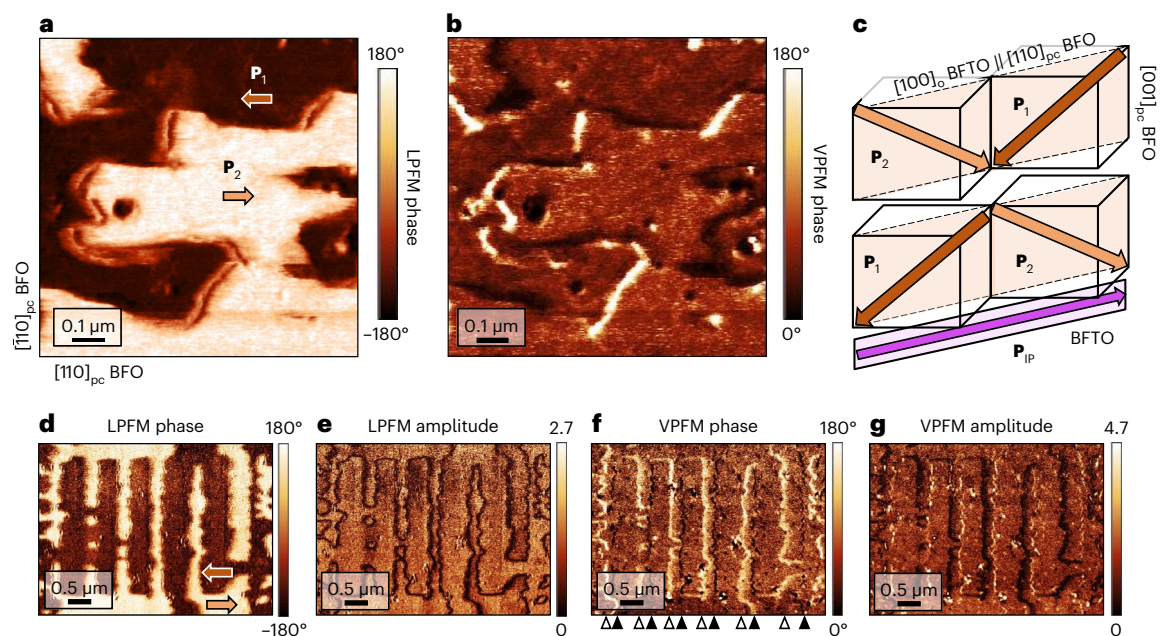 a
180°
P1
P2
LPFM phase
−180°
0.1 µm
[1̄10]pc BFO
[110]pc BFO
b
180°
VPFM phase
0°
0.1 µm
c
[100]o BFTO || [110]pc BFO
[001]pc BFO
P1
P2
P1
P2
PIP
BFTO
d
LPFM phase
180°
0.5 µm
−180°
e
LPFM amplitude
2.7
0.5 µm
0
f
VPFM phase
180°
0.5 µm
0°
g
VPFM amplitude
4.7
0.5 µm
0